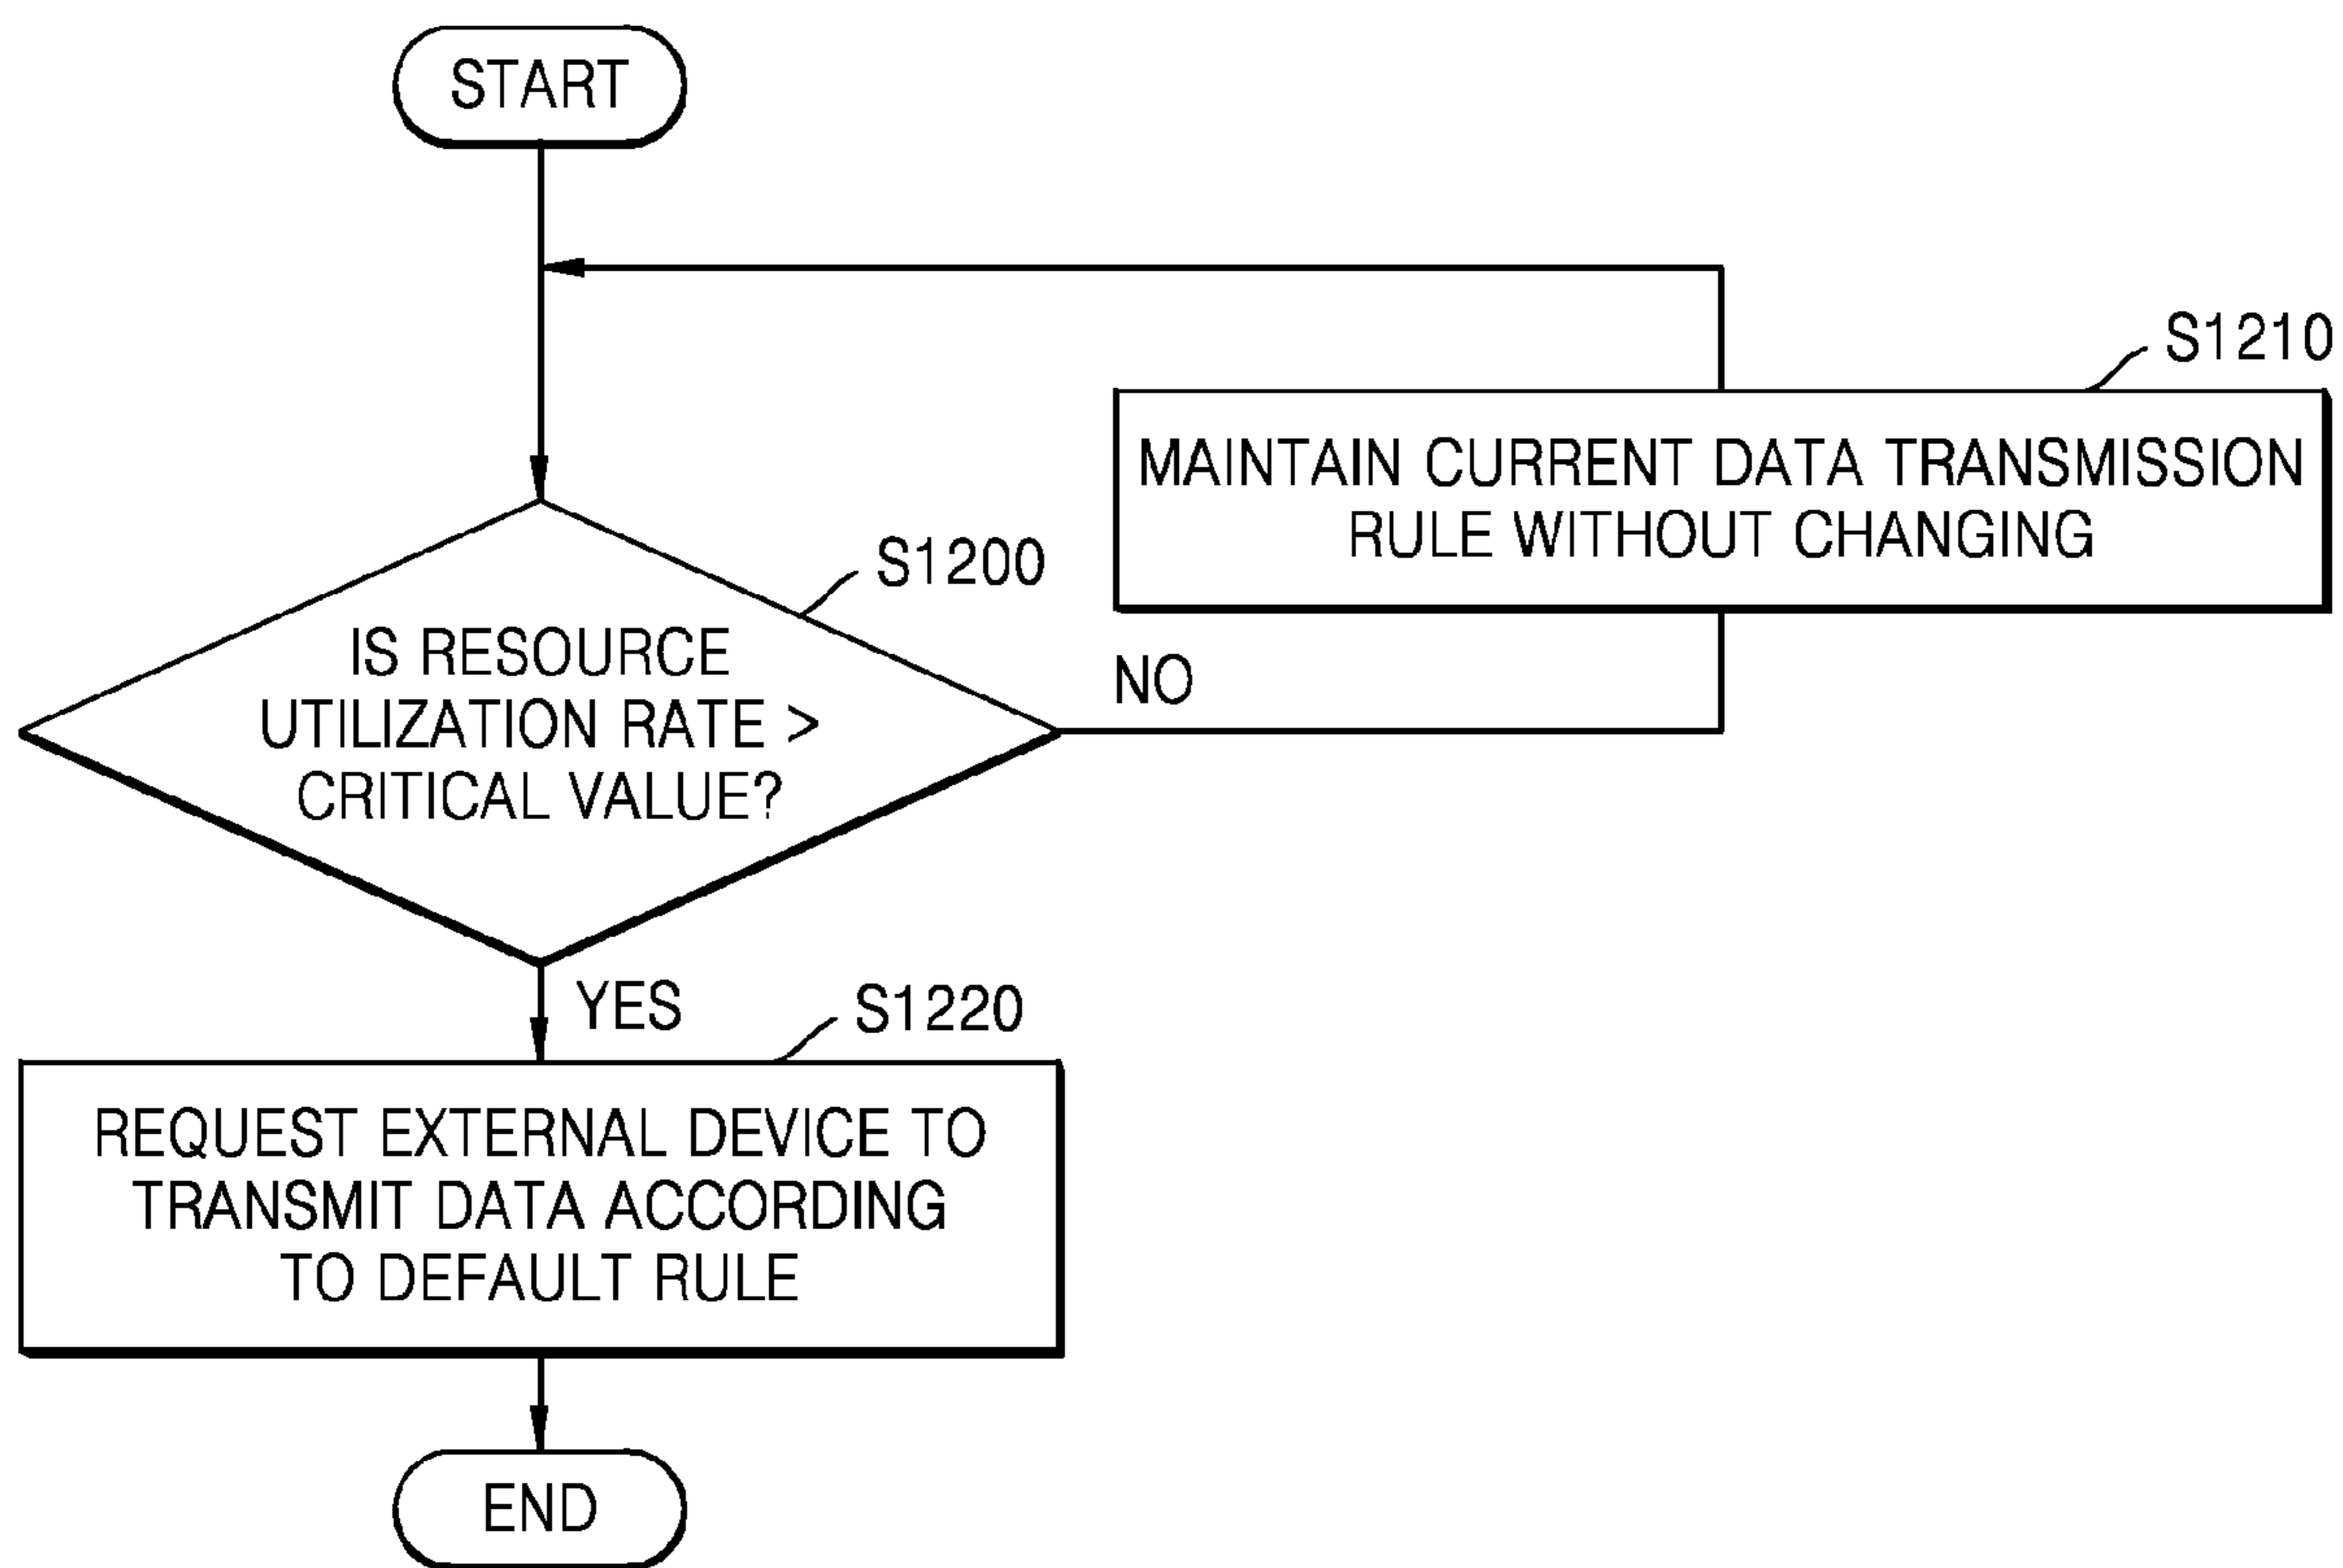 START
S1210
MAINTAIN CURRENT DATA TRANSMISSION
RULE WITHOUT CHANGING
S1200
IS RESOURCE
UTILIZATION RATE >
CRITICAL VALUE?
NO
YES
S1220
REQUEST EXTERNAL DEVICE TO
TRANSMIT DATA ACCORDING
TO DEFAULT RULE
END